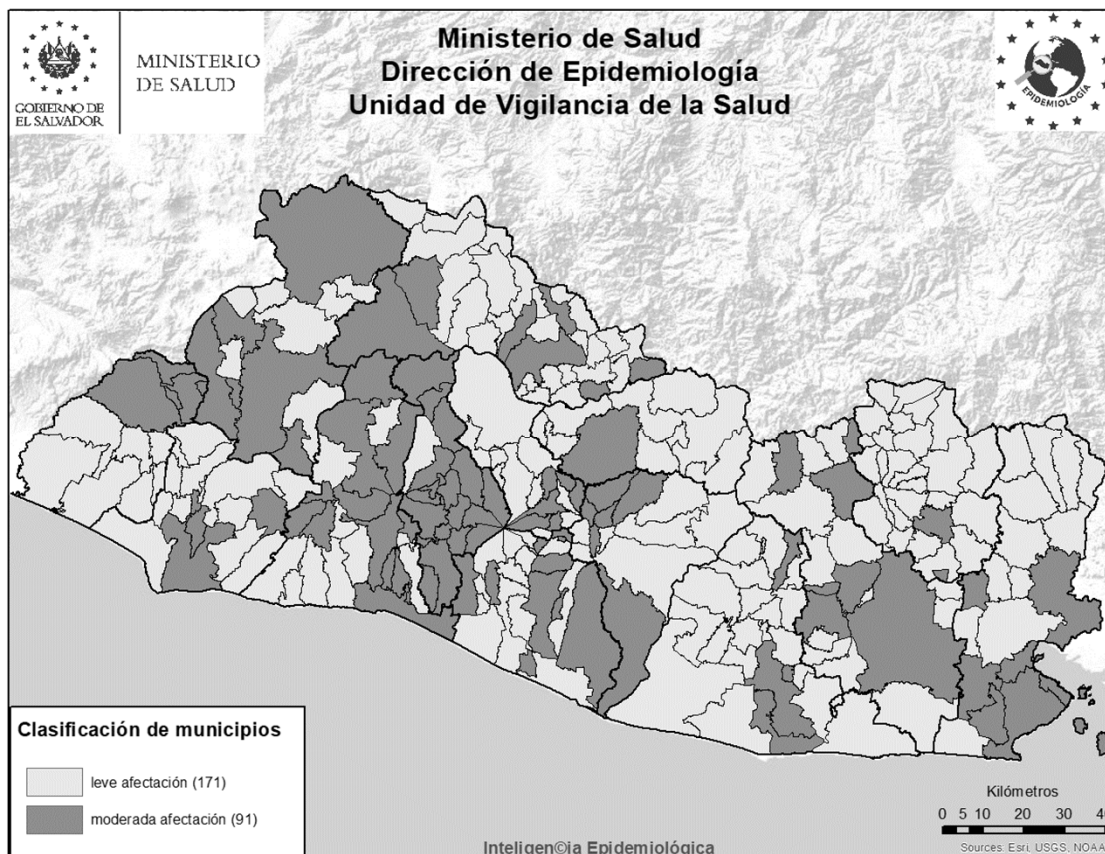 Ministerio de Salud
Dirección de Epidemiología
Unidad de Vigilancia de la Salud
GOBIERNO DE
EL SALVADOR
MINISTERIO
DE SALUD
EPIDEMIOLOGÍA
Clasificación de municipios
leve afectación (171)
moderada afectación (91)
Kilómetros
0 5 10 20 30 40
Inteligen©ia Epidemiológica
Sources: Esri, USGS, NOAA